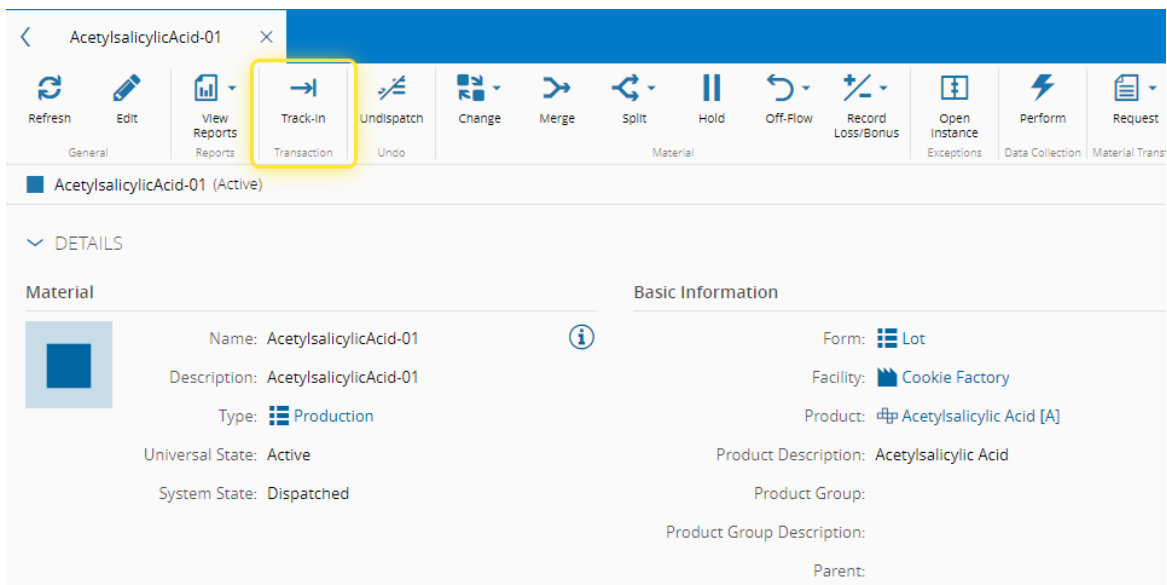 AcetylsalicylicAcid-01
Refresh Edit View Reports Track-In Undispatch Change Merge Split Hold Off-Flow Record Loss/Bonus Open Instance Perform Request
General Reports Transaction Undo Material Exceptions Data Collection Material Trans
AcetylsalicylicAcid-01 (Active)
DETAILS
Material
Name: AcetylsalicylicAcid-01
Description: AcetylsalicylicAcid-01
Type: Production
Universal State: Active
System State: Dispatched
Basic Information
Form: Lot
Facility: Cookie Factory
Product: Acetylsalicylic Acid [A]
Product Description: Acetylsalicylic Acid
Product Group:
Product Group Description:
Parent: